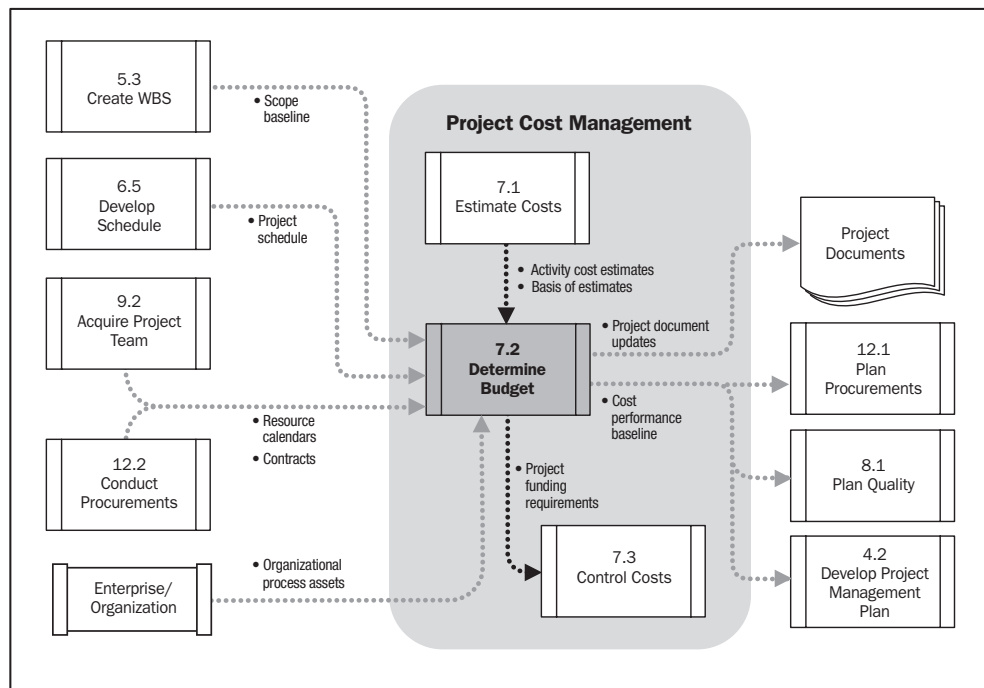 5.3
Create WBS
• Scope
baseline
6.5
Develop
Schedule
• Project
schedule
9.2
Acquire Project
Team
12.2
Conduct
Procurements
• Resource
calendars
• Contracts
Enterprise/
Organization
• Organizational
process assets
Project Cost Management
7.1
Estimate Costs
• Activity cost estimates
• Basis of estimates
7.2
Determine
Budget
• Project document
updates
• Cost
performance
baseline
• Project
funding
requirements
7.3
Control Costs
Project
Documents
12.1
Plan
Procurements
8.1
Plan Quality
4.2
Develop Project
Management
Plan